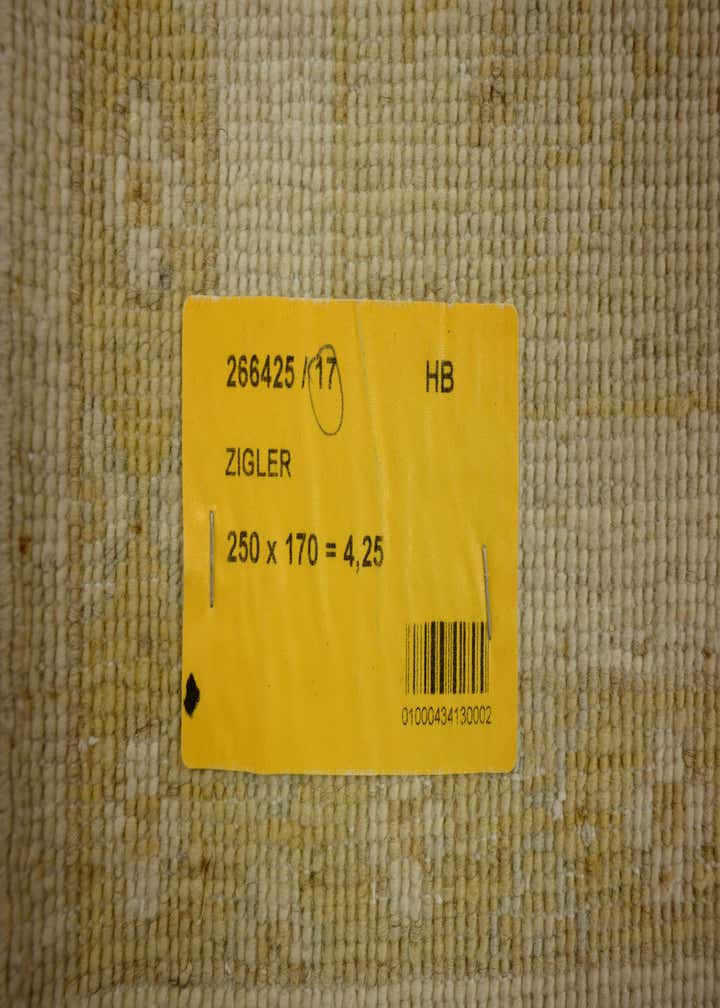 266425 / 17 HB
ZIGLER
250 x 170 = 4,25
01000434130002